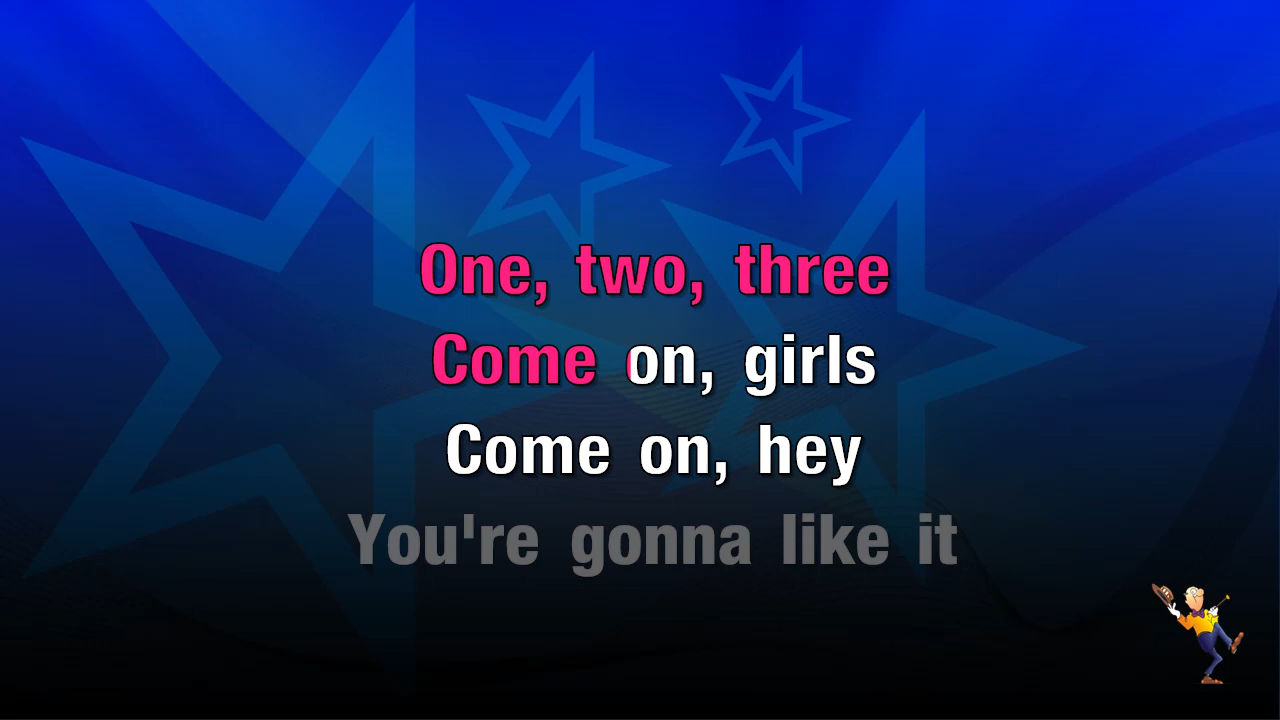 One, two, three
Come on, girls
Come on, hey
You're gonna like it